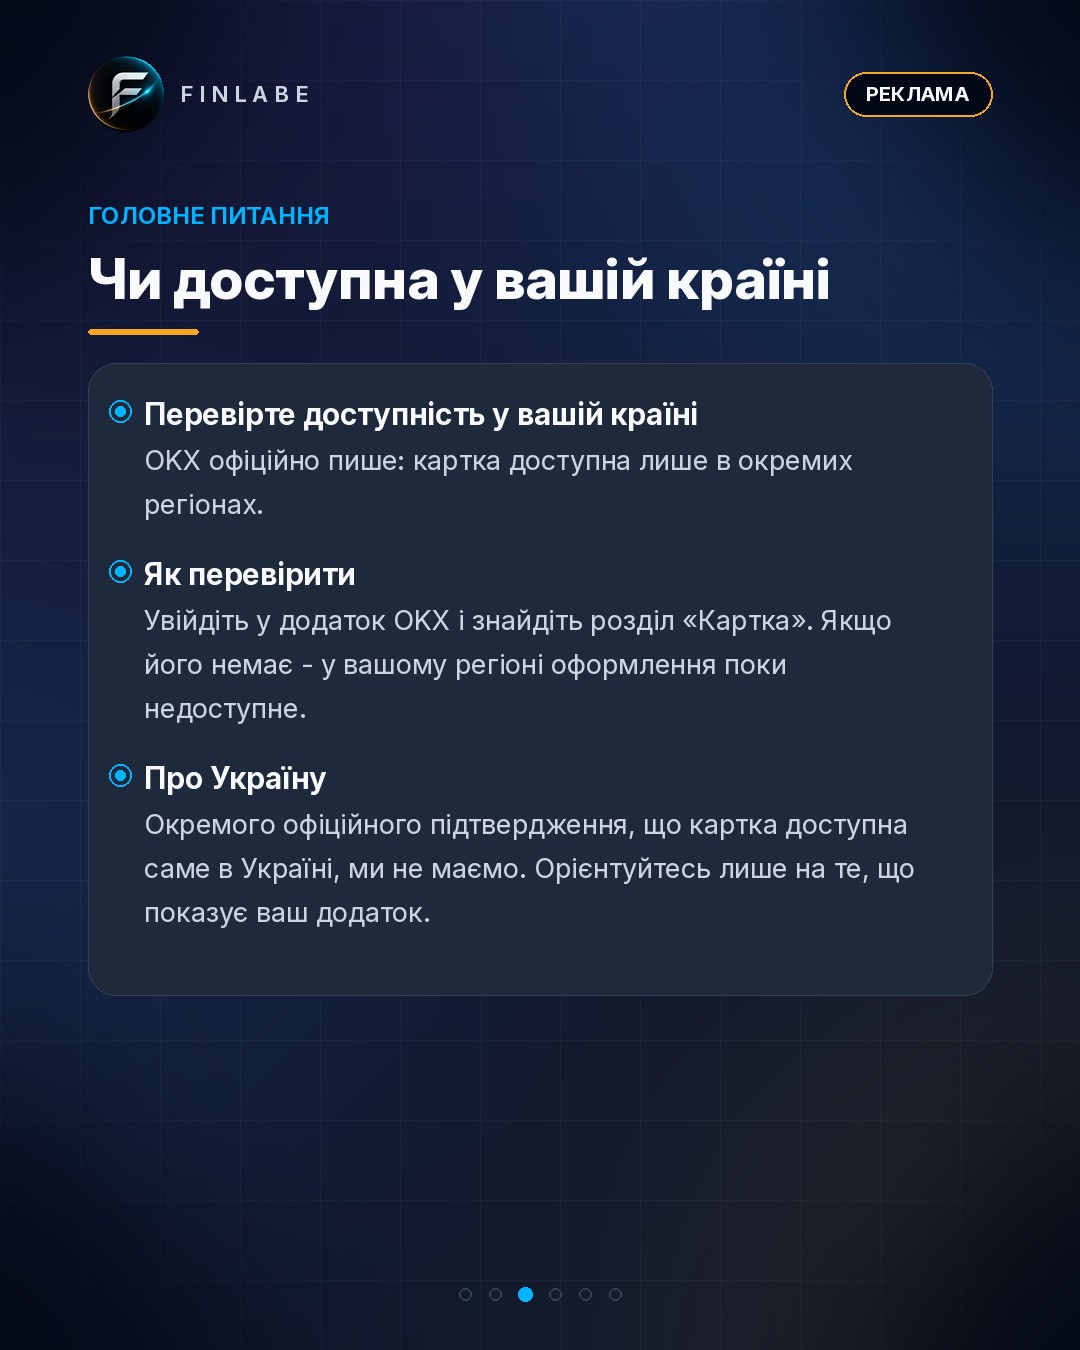 FINLABE
РЕКЛАМА
ГОЛОВНЕ ПИТАННЯ
Чи доступна у вашій країні
Перевірте доступність у вашій країні
OKX офіційно пише: картка доступна лише в окремих
регіонах.
Як перевірити
Увійдіть у додаток OKX і знайдіть розділ «Картка». Якщо
його немає - у вашому регіоні оформлення поки
недоступне.
Про Україну
Окремого офіційного підтвердження, що картка доступна
саме в Україні, ми не маємо. Орієнтуйтесь лише на те, що
показує ваш додаток.